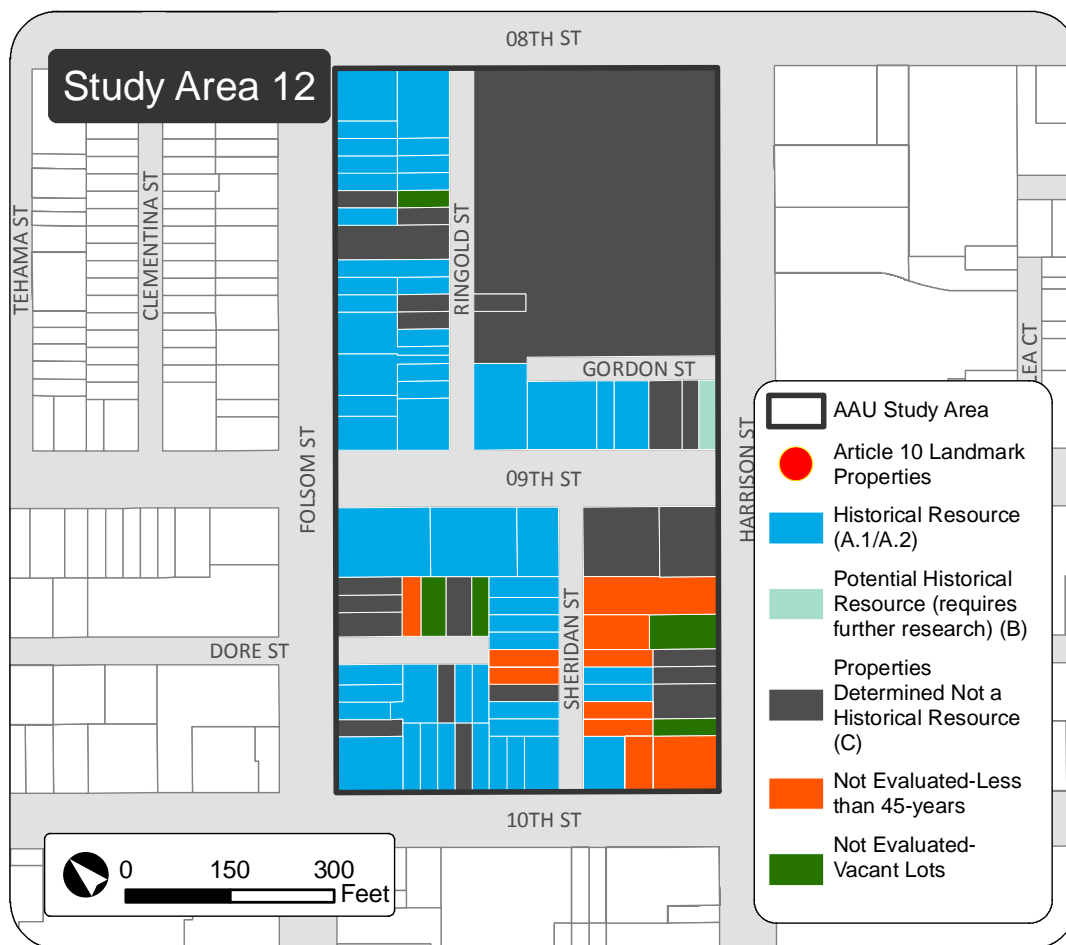 08TH ST
Study Area 12
TEHAMA ST
CLEMENTINA ST
RINGOLD ST
GORDON ST
LEA CT
FOLSOM ST
09TH ST
HARRISON ST
DORE ST
SHERIDAN ST
10TH ST
AAU Study Area
Article 10 Landmark
Properties
Historical Resource
(A.1/A.2)
Potential Historical
Resource (requires
further research) (B)
Properties
Determined Not a
Historical Resource
(C)
Not Evaluated-Less
than 45-years
Not Evaluated-
Vacant Lots
0 150 300
Feet